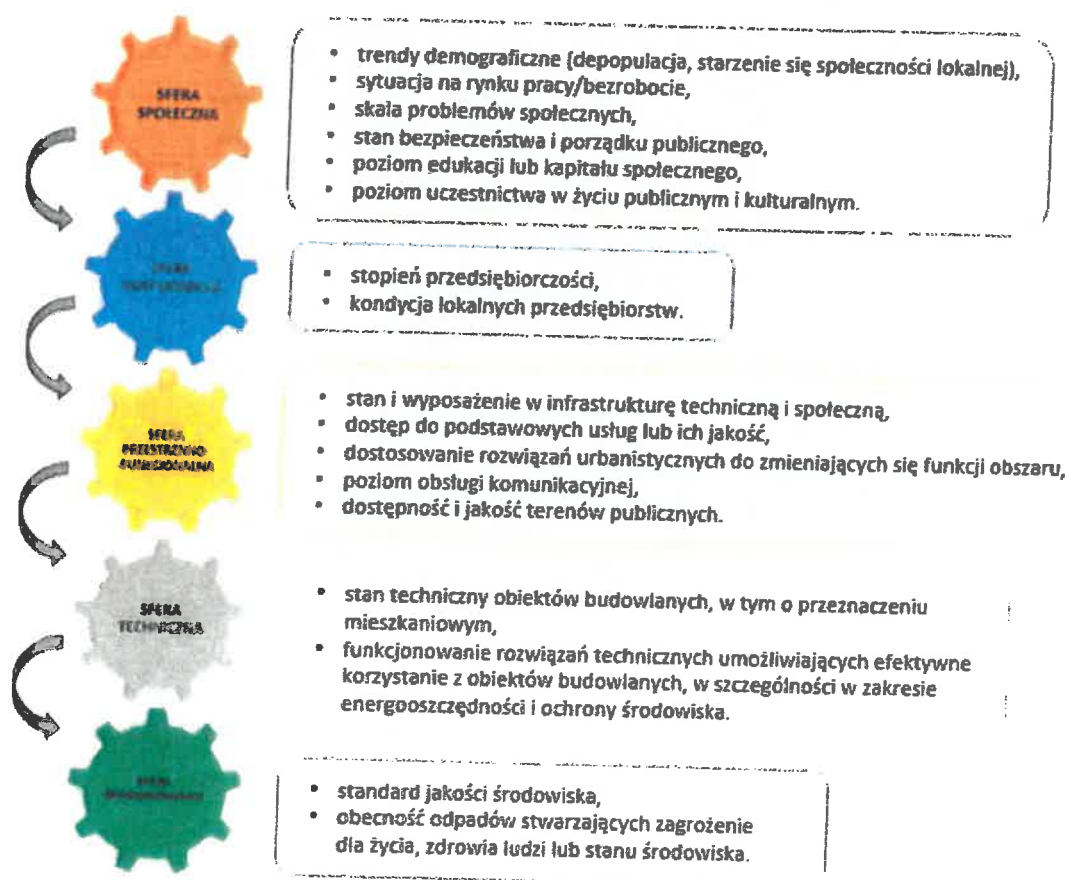 SFERA
SPOŁECZNA
trendy demograficzne (depopulacja, starzenie się społeczności lokalnej),
sytuacja na rynku pracy/bezrobocie,
skala problemów społecznych,
stan bezpieczeństwa i porządku publicznego,
poziom edukacji lub kapitału społecznego,
poziom uczestnictwa w życiu publicznym i kulturalnym.
SFERA
stopień przedsiębiorczości,
kondycja lokalnych przedsiębiorstw.
SFERA
PRZESTRZENNO
FUNKCJONALNA
stan i wyposażenie w infrastrukturę techniczną i społeczną,
dostęp do podstawowych usług lub ich jakość,
dostosowanie rozwiązań urbanistycznych do zmieniających się funkcji obszaru,
poziom obsługi komunikacyjnej,
dostępność i jakość terenów publicznych.
SFERA
TECHNICZNA
stan techniczny obiektów budowlanych, w tym o przeznaczeniu
mieszkaniowym,
funkcjonowanie rozwiązań technicznych umożliwiających efektywne
korzystanie z obiektów budowlanych, w szczególności w zakresie
energooszczędności i ochrony środowiska.
SFERA
standard jakości środowiska,
obecność odpadów stwarzających zagrożenie
dla życia, zdrowia ludzi lub stanu środowiska.